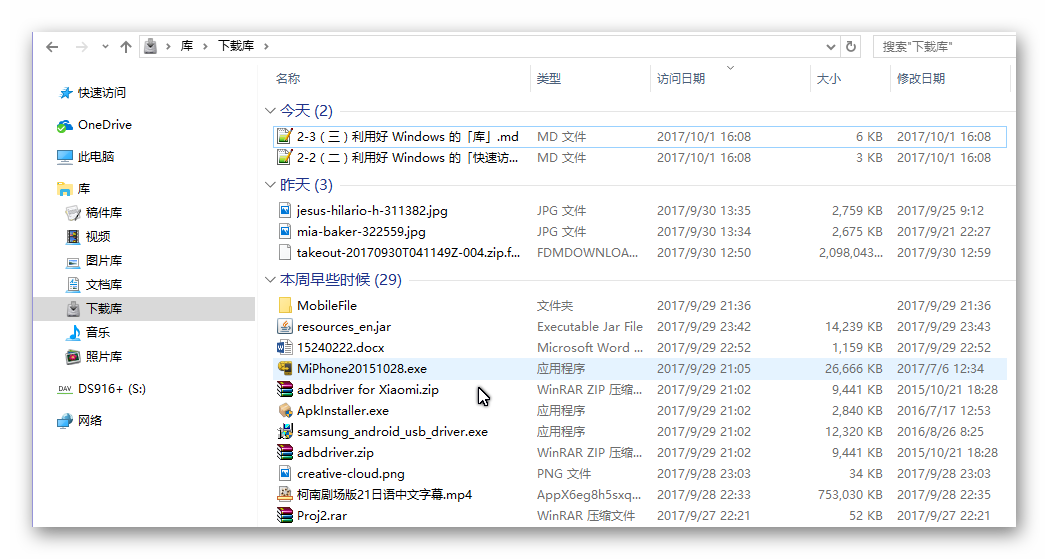 库 下载库 搜索"下载库"
名称 类型 访问日期 大小 修改日期
快速访问
OneDrive
此电脑
库
稿件库
视频
图片库
文档库
下载库
音乐
照片库
DAV DS916+ (S:)
网络
今天 (2)
2-3（三）利用好 Windows 的「库」.md MD 文件 2017/10/1 16:08 6 KB 2017/10/1 16:08
2-2（二）利用好 Windows 的「快速访... MD 文件 2017/10/1 16:08 3 KB 2017/10/1 16:08
昨天 (3)
jesus-hilario-h-311382.jpg JPG 文件 2017/9/30 13:35 2,759 KB 2017/9/25 9:12
mia-baker-322559.jpg JPG 文件 2017/9/30 13:34 2,675 KB 2017/9/21 22:27
takeout-20170930T041149Z-004.zip.f... FDMDOWNLOA... 2017/9/30 12:50 2,098,043... 2017/9/30 12:59
本周早些时候 (29)
MobileFile 文件夹 2017/9/29 21:36 2017/9/29 21:36
resources_en.jar Executable Jar File 2017/9/29 23:42 14,239 KB 2017/9/29 23:43
15240222.docx Microsoft Word ... 2017/9/29 22:52 1,159 KB 2017/9/29 22:52
MiPhone20151028.exe 应用程序 2017/9/29 21:05 26,666 KB 2017/7/6 12:34
adbdriver for Xiaomi.zip WinRAR ZIP 压缩... 2017/9/29 21:02 9,441 KB 2015/10/21 18:28
ApkInstaller.exe 应用程序 2017/9/29 21:02 2,840 KB 2016/7/17 12:53
samsung_android_usb_driver.exe 应用程序 2017/9/29 21:02 12,320 KB 2016/8/26 8:25
adbdriver.zip WinRAR ZIP 压缩... 2017/9/29 21:02 9,441 KB 2015/10/21 18:28
creative-cloud.png PNG 文件 2017/9/28 23:03 34 KB 2017/9/28 23:03
柯南剧场版21日语中文字幕.mp4 AppX6eg8h5sxq... 2017/9/28 22:33 753,030 KB 2017/9/28 22:35
Proj2.rar WinRAR 压缩文件 2017/9/27 22:21 52 KB 2017/9/27 22:21